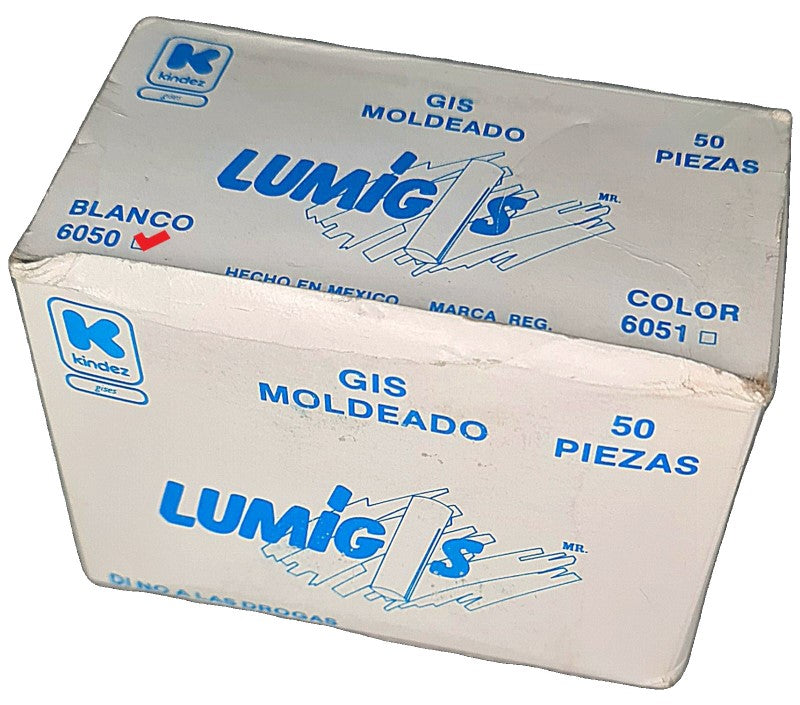 K
kindez
gises
GIS
MOLDEADO
50
PIEZAS
LUMiGiS
MR.
BLANCO
6050
HECHO EN MEXICO MARCA REG.
COLOR
6051
K
kindez
gises
GIS
MOLDEADO
50
PIEZAS
LUMiGiS
MR.
DI NO A LAS DROGAS